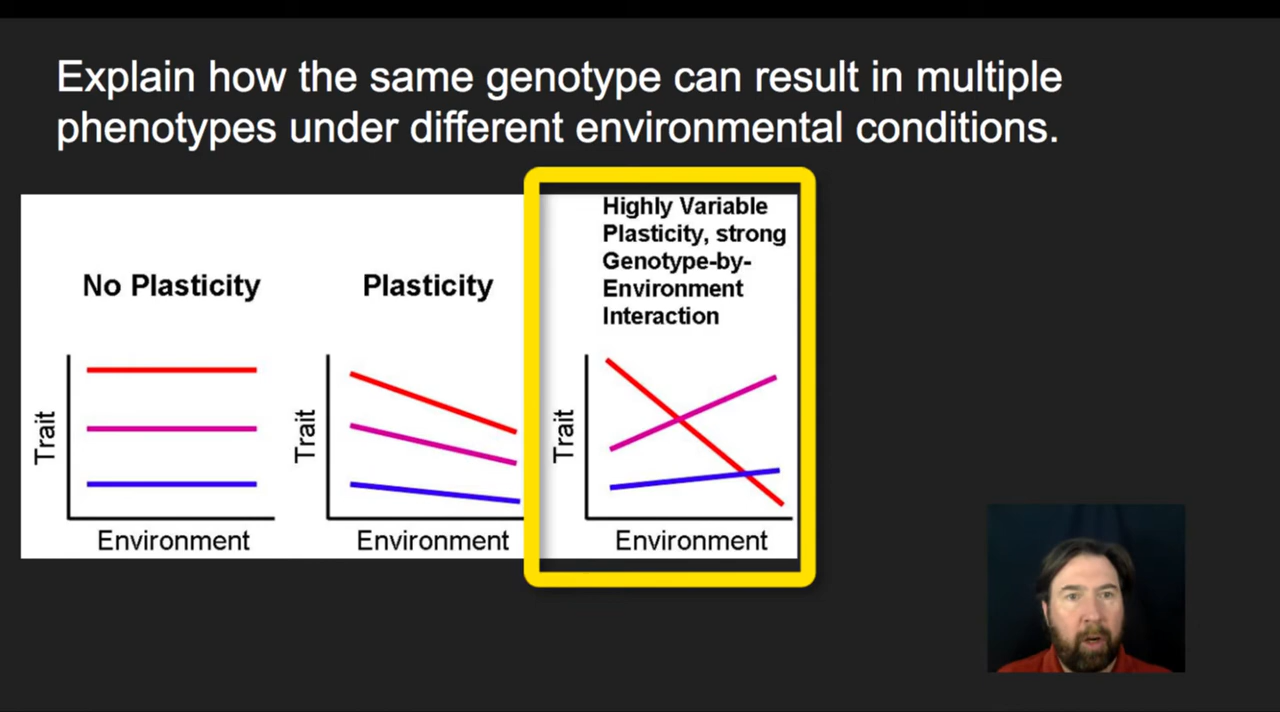 Explain how the same genotype can result in multiple
phenotypes under different environmental conditions.
No Plasticity
Trait
Environment
Plasticity
Trait
Environment
Highly Variable
Plasticity, strong
Genotype-by-
Environment
Interaction
Trait
Environment